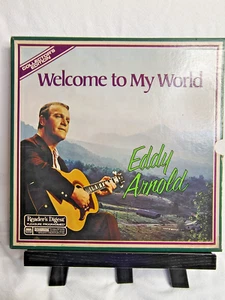 COLLECTOR'S
EDITION
Welcome to My World
Eddy
Arnold
Reader's Digest